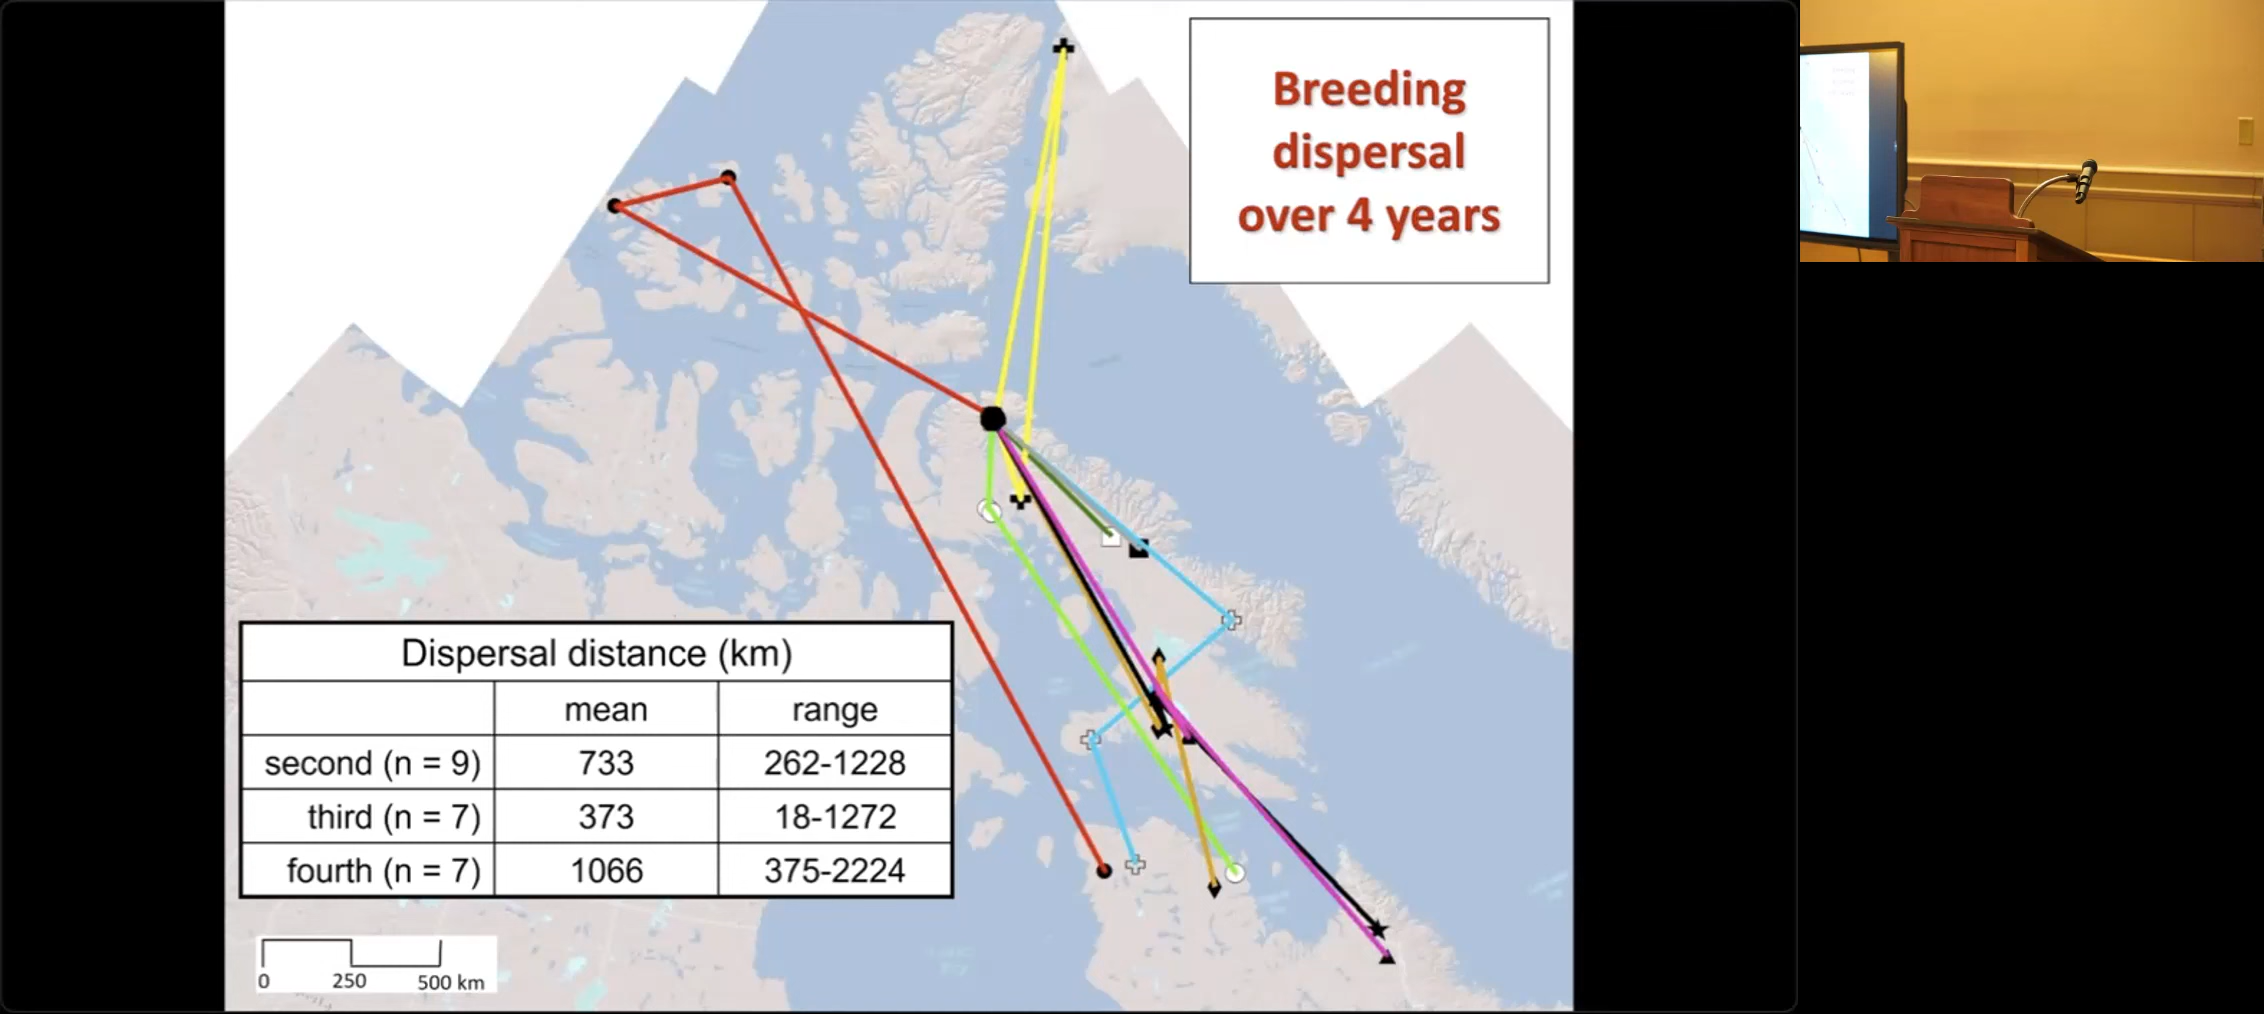 Breeding
dispersal
over 4 years
Dispersal distance (km)
mean range
second (n = 9) 733 262-1228
third (n = 7) 373 18-1272
fourth (n = 7) 1066 375-2224
0 250 500 km